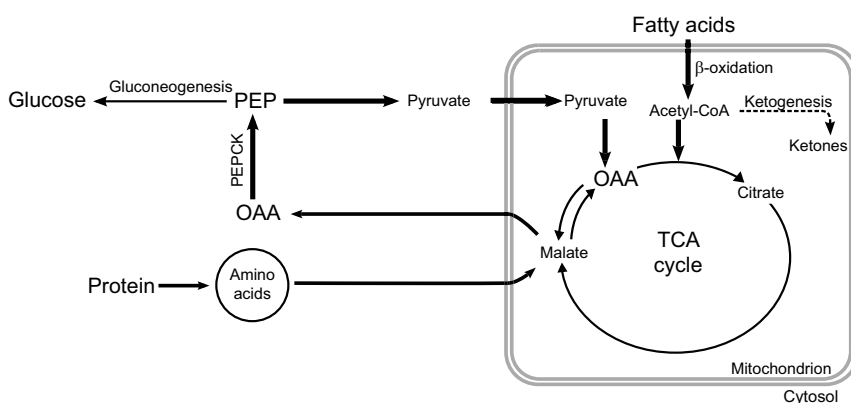 Fatty acids
β-oxidation
Glucose
Gluconeogenesis
PEP
Pyruvate
Pyruvate
Acetyl-CoA
Ketogenesis
Ketones
PEPCK
OAA
Citrate
OAA
Malate
TCA
cycle
Protein
Amino
acids
Mitochondrion
Cytosol